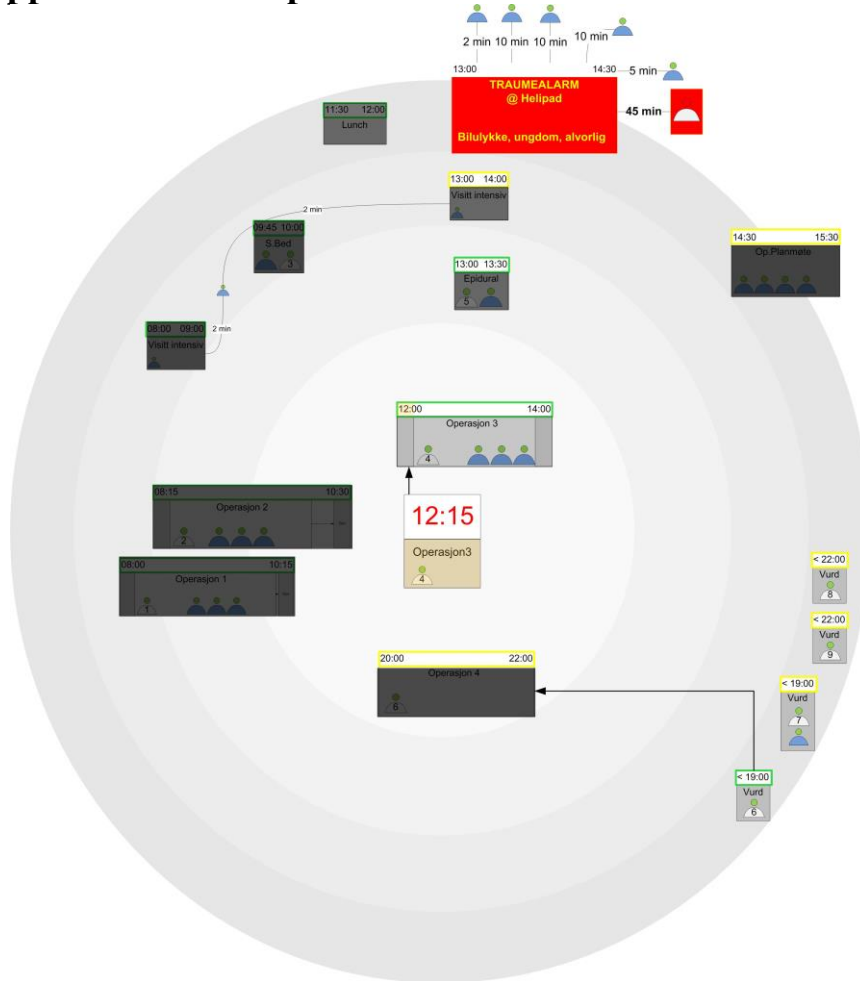 2 min 10 min 10 min 10 min
13:00 14:30 5 min
TRAUMEALARM
@ Helipad
Bilulykke, ungdom, alvorlig
45 min
11:30 12:00
Lunch
13:00 14:00
Visitt intensiv
2 min
09:45 10:00
S.Bed
3
13:00 13:30
Epidural
5
14:30 15:30
Op.Planmøte
08:00 09:00
Visitt intensiv
2 min
12:00 14:00
Operasjon 3
4
12:15
Operasjon3
4
08:15 10:30
Operasjon 2
2
08:00 10:15
Operasjon 1
1
< 22:00
Vurd
8
< 22:00
Vurd
9
20:00 22:00
Operasjon 4
6
< 19:00
Vurd
7
< 19:00
Vurd
6